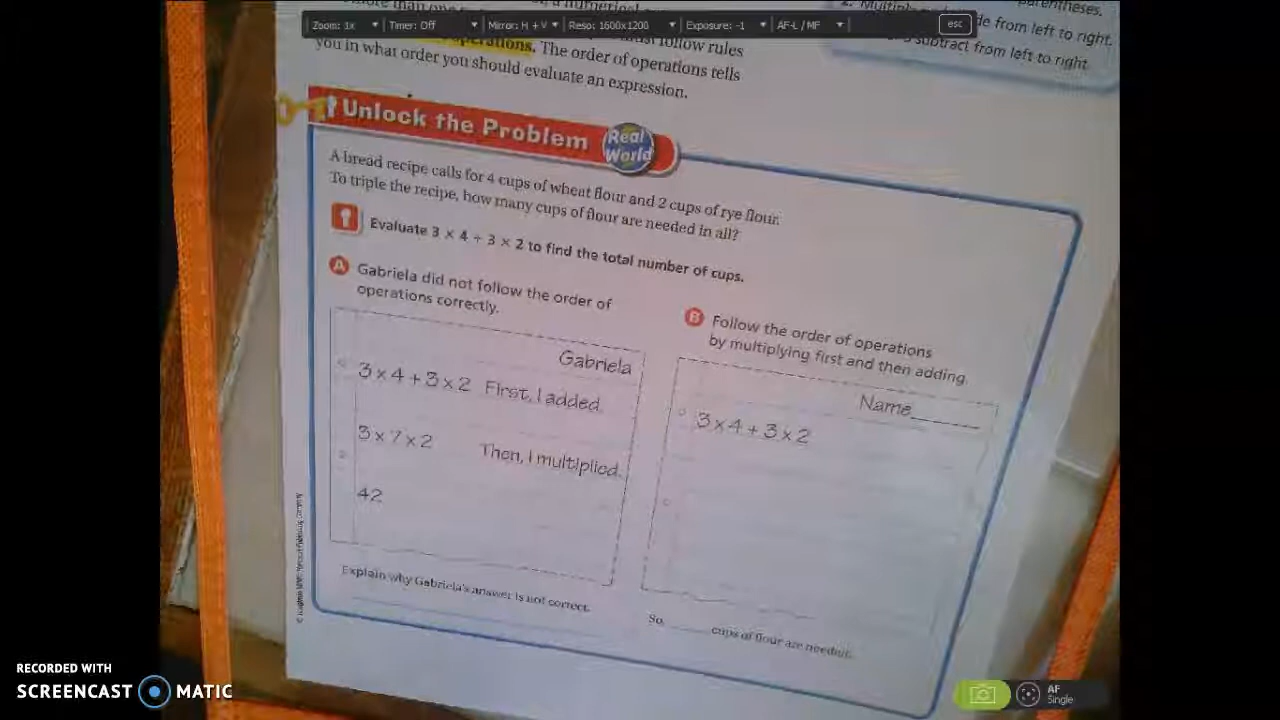 Zoom: 1x Timer: Off Mirror: H + V Reso: 1600x1200 Exposure: -1 AF-L / MF esc
parentheses.
from left to right.
subtract from left to right
follow rules
operations. The order of operations tells
you in what order you should evaluate an expression.
Unlock the Problem Real World
A bread recipe calls for 4 cups of wheat flour and 2 cups of rye flour.
To triple the recipe, how many cups of flour are needed in all?
Evaluate 3 × 4 + 3 × 2 to find the total number of cups.
A Gabriela did not follow the order of
operations correctly.
Gabriela
3 x 4 + 3 x 2 First, I added.
3 x 7 x 2 Then, I multiplied.
42
Explain why Gabriela's answer is not correct.
B Follow the order of operations
by multiplying first and then adding.
Name
3 x 4 + 3 x 2
So, cups of flour are needed.
RECORDED WITH
SCREENCAST MATIC
AF
Single